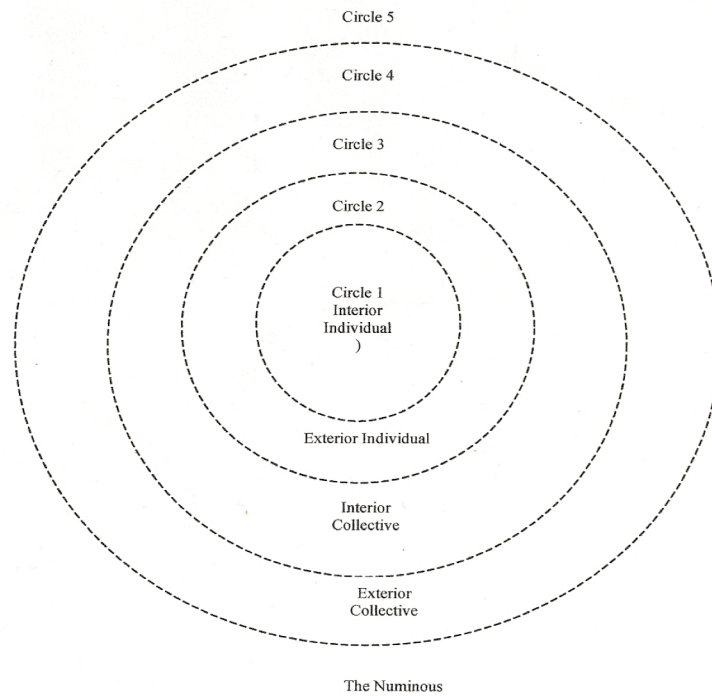 Circle 5
Circle 4
Circle 3
Circle 2
Circle 1
Interior
Individual
)
Exterior Individual
Interior
Collective
Exterior
Collective
The Numinous